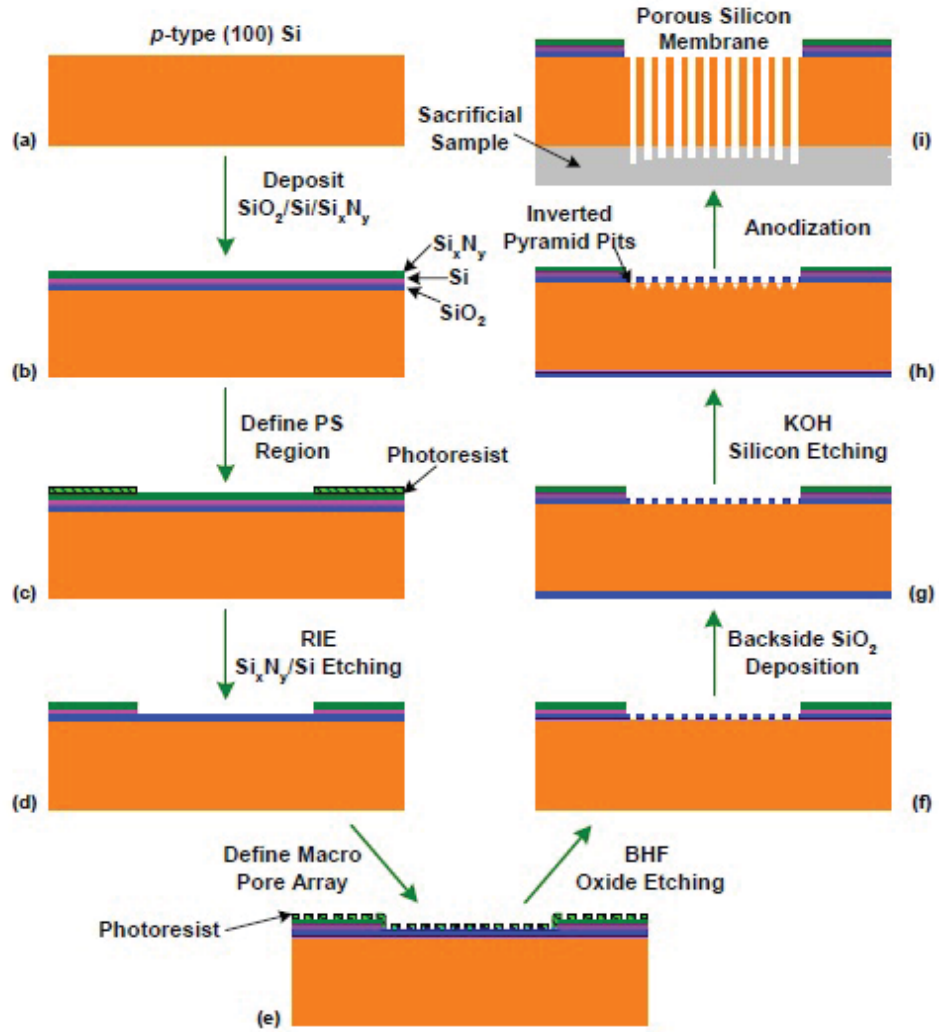 p-type (100) Si
(a)
Deposit
SiO2/Si/SixNy
SixNy
Si
SiO2
(b)
Define PS
Region
Photoresist
(c)
RIE
SixNy/Si Etching
(d)
Define Macro
Pore Array
Photoresist
(e)
BHF
Oxide Etching
(f)
Backside SiO2
Deposition
(g)
KOH
Silicon Etching
(h)
Inverted
Pyramid Pits
Anodization
(i)
Sacrificial
Sample
Porous Silicon
Membrane